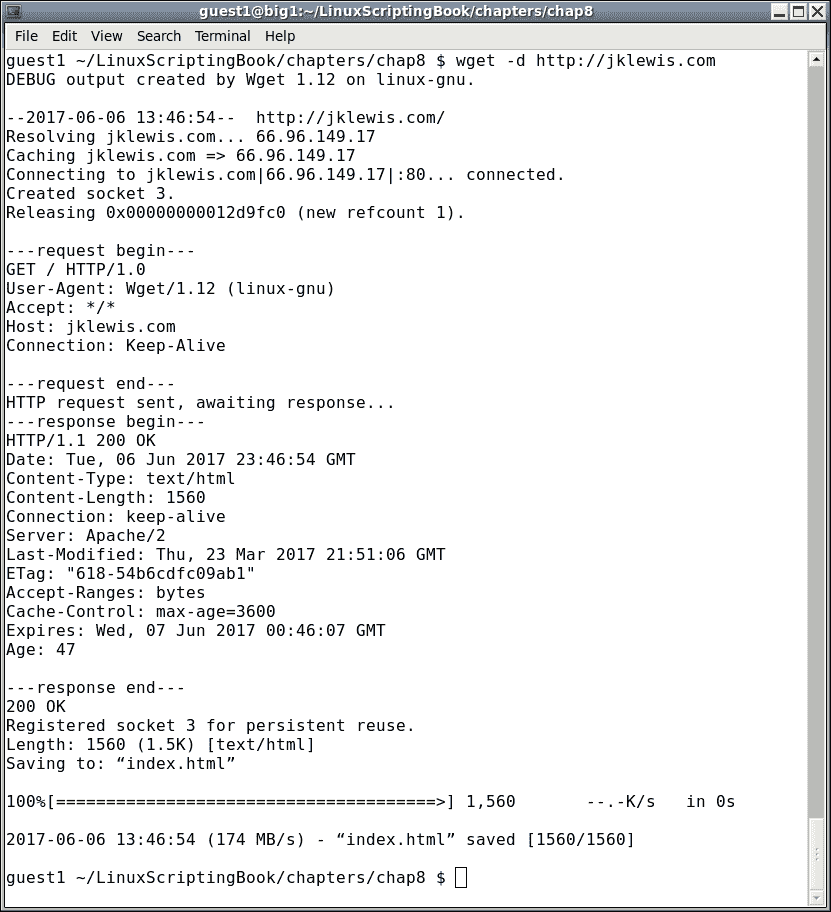 guest1@big1:~/LinuxScriptingBook/chapters/chap8
File Edit View Search Terminal Help
guest1 ~/LinuxScriptingBook/chapters/chap8 $ wget -d http://jklewis.com
DEBUG output created by Wget 1.12 on linux-gnu.
--2017-06-06 13:46:54--  http://jklewis.com/
Resolving jklewis.com... 66.96.149.17
Caching jklewis.com => 66.96.149.17
Connecting to jklewis.com|66.96.149.17|:80... connected.
Created socket 3.
Releasing 0x00000000012d9fc0 (new refcount 1).
---request begin---
GET / HTTP/1.0
User-Agent: Wget/1.12 (linux-gnu)
Accept: */*
Host: jklewis.com
Connection: Keep-Alive
---request end---
HTTP request sent, awaiting response...
---response begin---
HTTP/1.1 200 OK
Date: Tue, 06 Jun 2017 23:46:54 GMT
Content-Type: text/html
Content-Length: 1560
Connection: keep-alive
Server: Apache/2
Last-Modified: Thu, 23 Mar 2017 21:51:06 GMT
ETag: "618-54b6cdfc09ab1"
Accept-Ranges: bytes
Cache-Control: max-age=3600
Expires: Wed, 07 Jun 2017 00:46:07 GMT
Age: 47
---response end---
200 OK
Registered socket 3 for persistent reuse.
Length: 1560 (1.5K) [text/html]
Saving to: “index.html”
100%[======================================>] 1,560       --.-K/s   in 0s
2017-06-06 13:46:54 (174 MB/s) - “index.html” saved [1560/1560]
guest1 ~/LinuxScriptingBook/chapters/chap8 $